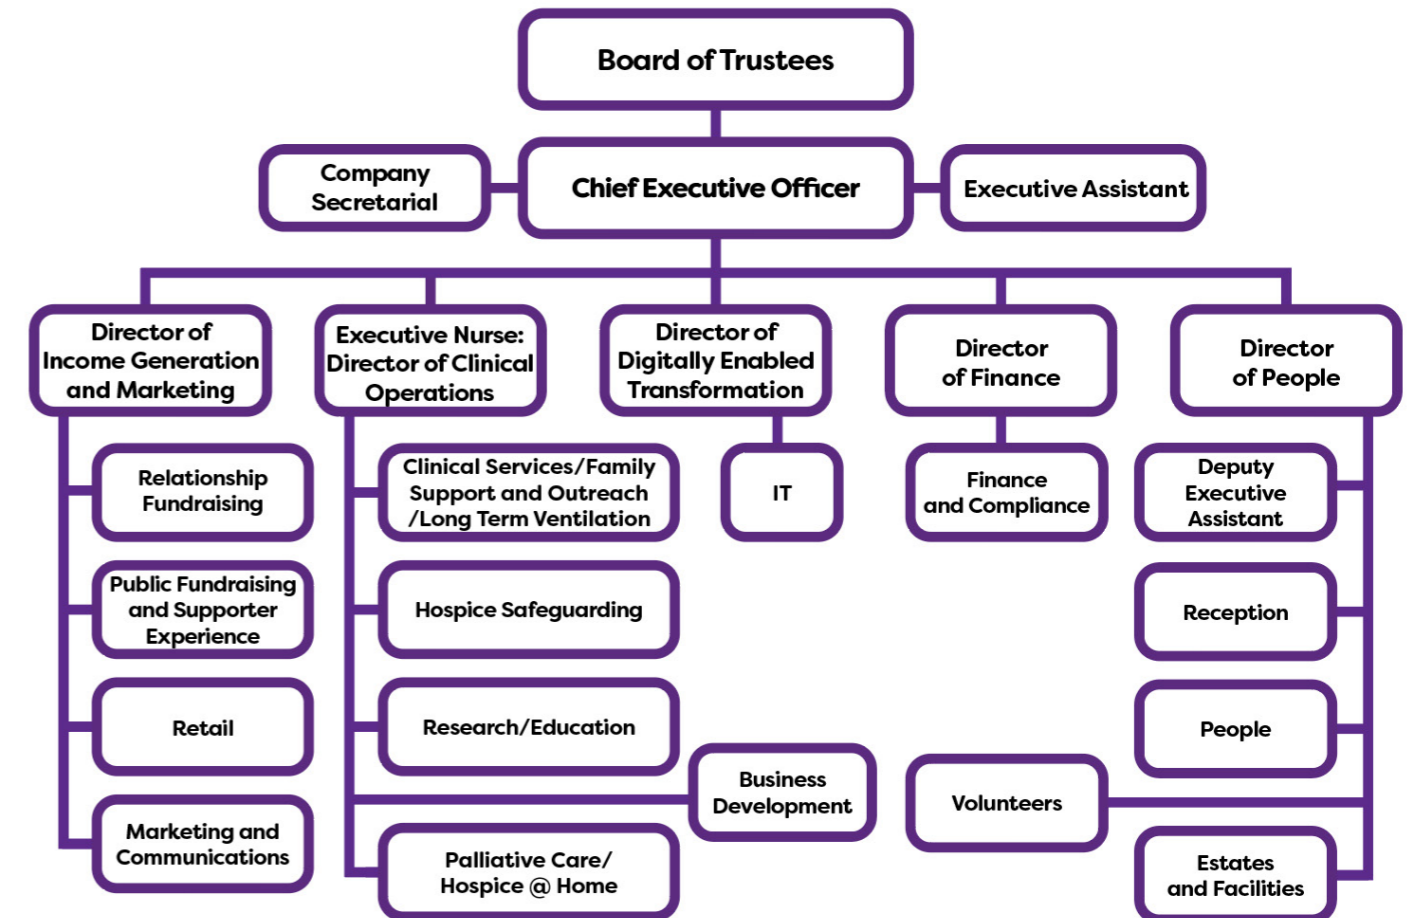 Board of Trustees
Company
Secretarial
Chief Executive Officer
Executive Assistant
Director of
Income Generation
and Marketing
Executive Nurse:
Director of Clinical
Operations
Director of
Digitally Enabled
Transformation
Director
of Finance
Director
of People
Relationship
Fundraising
Clinical Services/Family
Support and Outreach
/Long Term Ventilation
IT
Finance
and Compliance
Deputy
Executive
Assistant
Public Fundraising
and Supporter
Experience
Hospice Safeguarding
Reception
Retail
Research/Education
People
Business
Development
Volunteers
Marketing and
Communications
Palliative Care/
Hospice @ Home
Estates
and Facilities